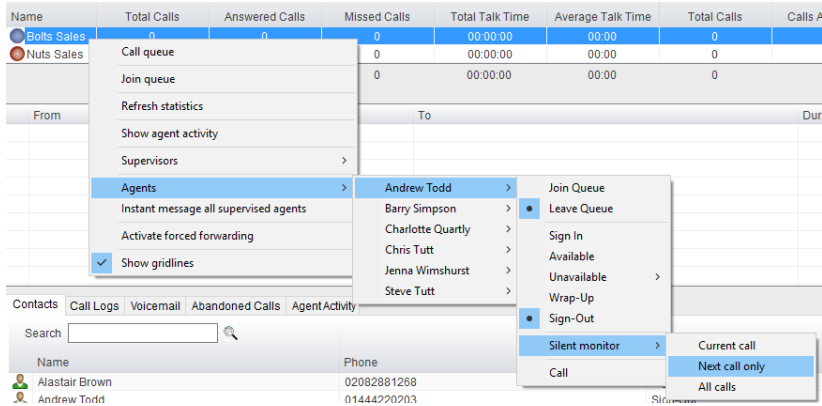 Name Total Calls Answered Calls Missed Calls Total Talk Time Average Talk Time Total Calls Calls A
Bolts Sales 0 0 0 00:00:00 00:00 0
Nuts Sales 0 00:00:00 00:00 0
0 00:00:00 00:00 0
Call queue
Join queue
Refresh statistics
Show agent activity
Supervisors
Agents
Instant message all supervised agents
Activate forced forwarding
Show gridlines
From To Dur
Andrew Todd
Barry Simpson
Charlotte Quartly
Chris Tutt
Jenna Wimshurst
Steve Tutt
Join Queue
Leave Queue
Sign In
Available
Unavailable
Wrap-Up
Sign-Out
Silent monitor
Call
Current call
Next call only
All calls
Contacts Call Logs Voicemail Abandoned Calls Agent Activity
Search
Name Phone
Alastair Brown 02082881268
Andrew Todd 01444220203